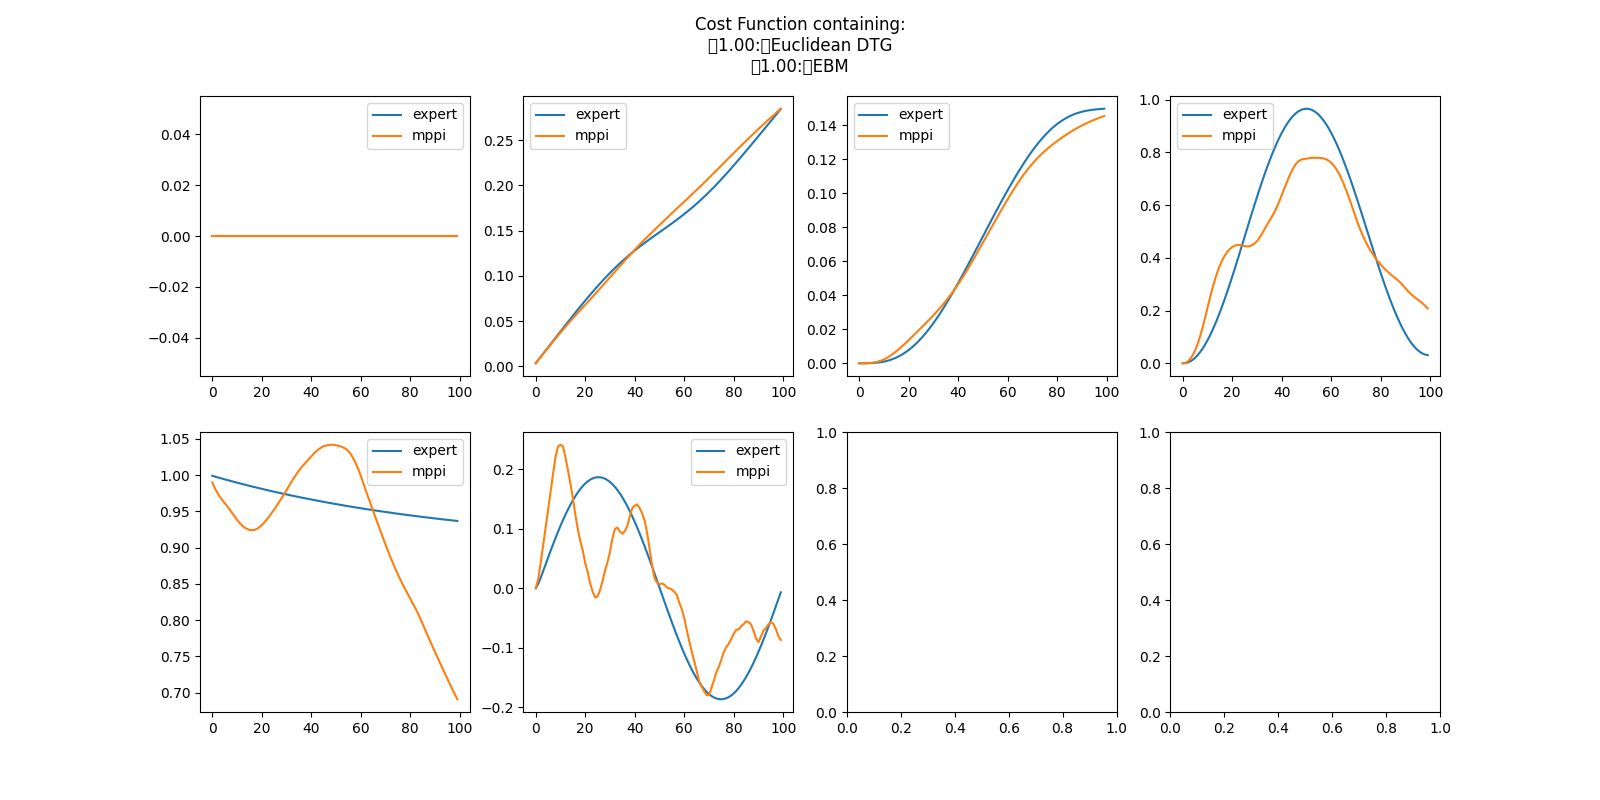 Cost Function containing:
1.00: Euclidean DTG
1.00: EBM
expert
mppi
0.04
0.02
0.00
−0.02
−0.04
0 20 40 60 80 100
expert
mppi
0.25
0.20
0.15
0.10
0.05
0.00
0 20 40 60 80 100
expert
mppi
0.14
0.12
0.10
0.08
0.06
0.04
0.02
0.00
0 20 40 60 80 100
expert
mppi
1.0
0.8
0.6
0.4
0.2
0.0
0 20 40 60 80 100
expert
mppi
1.05
1.00
0.95
0.90
0.85
0.80
0.75
0.70
0 20 40 60 80 100
expert
mppi
0.2
0.1
0.0
−0.1
−0.2
0 20 40 60 80 100
1.0
0.8
0.6
0.4
0.2
0.0
0.0 0.2 0.4 0.6 0.8 1.0
1.0
0.8
0.6
0.4
0.2
0.0
0.0 0.2 0.4 0.6 0.8 1.0